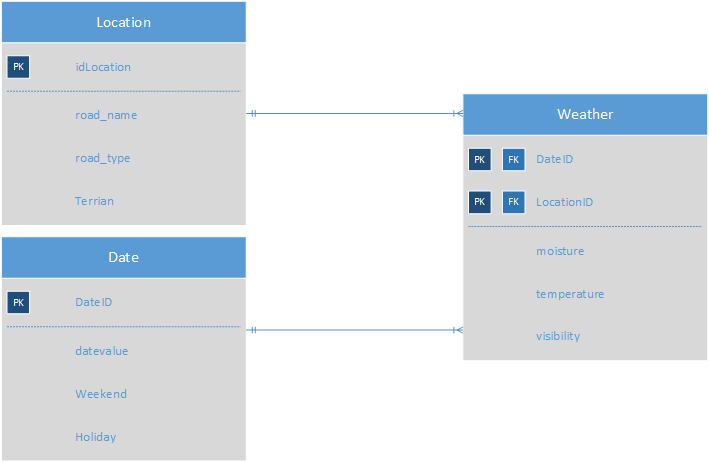 Location
PK idLocation
road_name
road_type
Terrian
Date
PK DateID
datevalue
Weekend
Holiday
Weather
PK FK DateID
PK FK LocationID
moisture
temperature
visibility